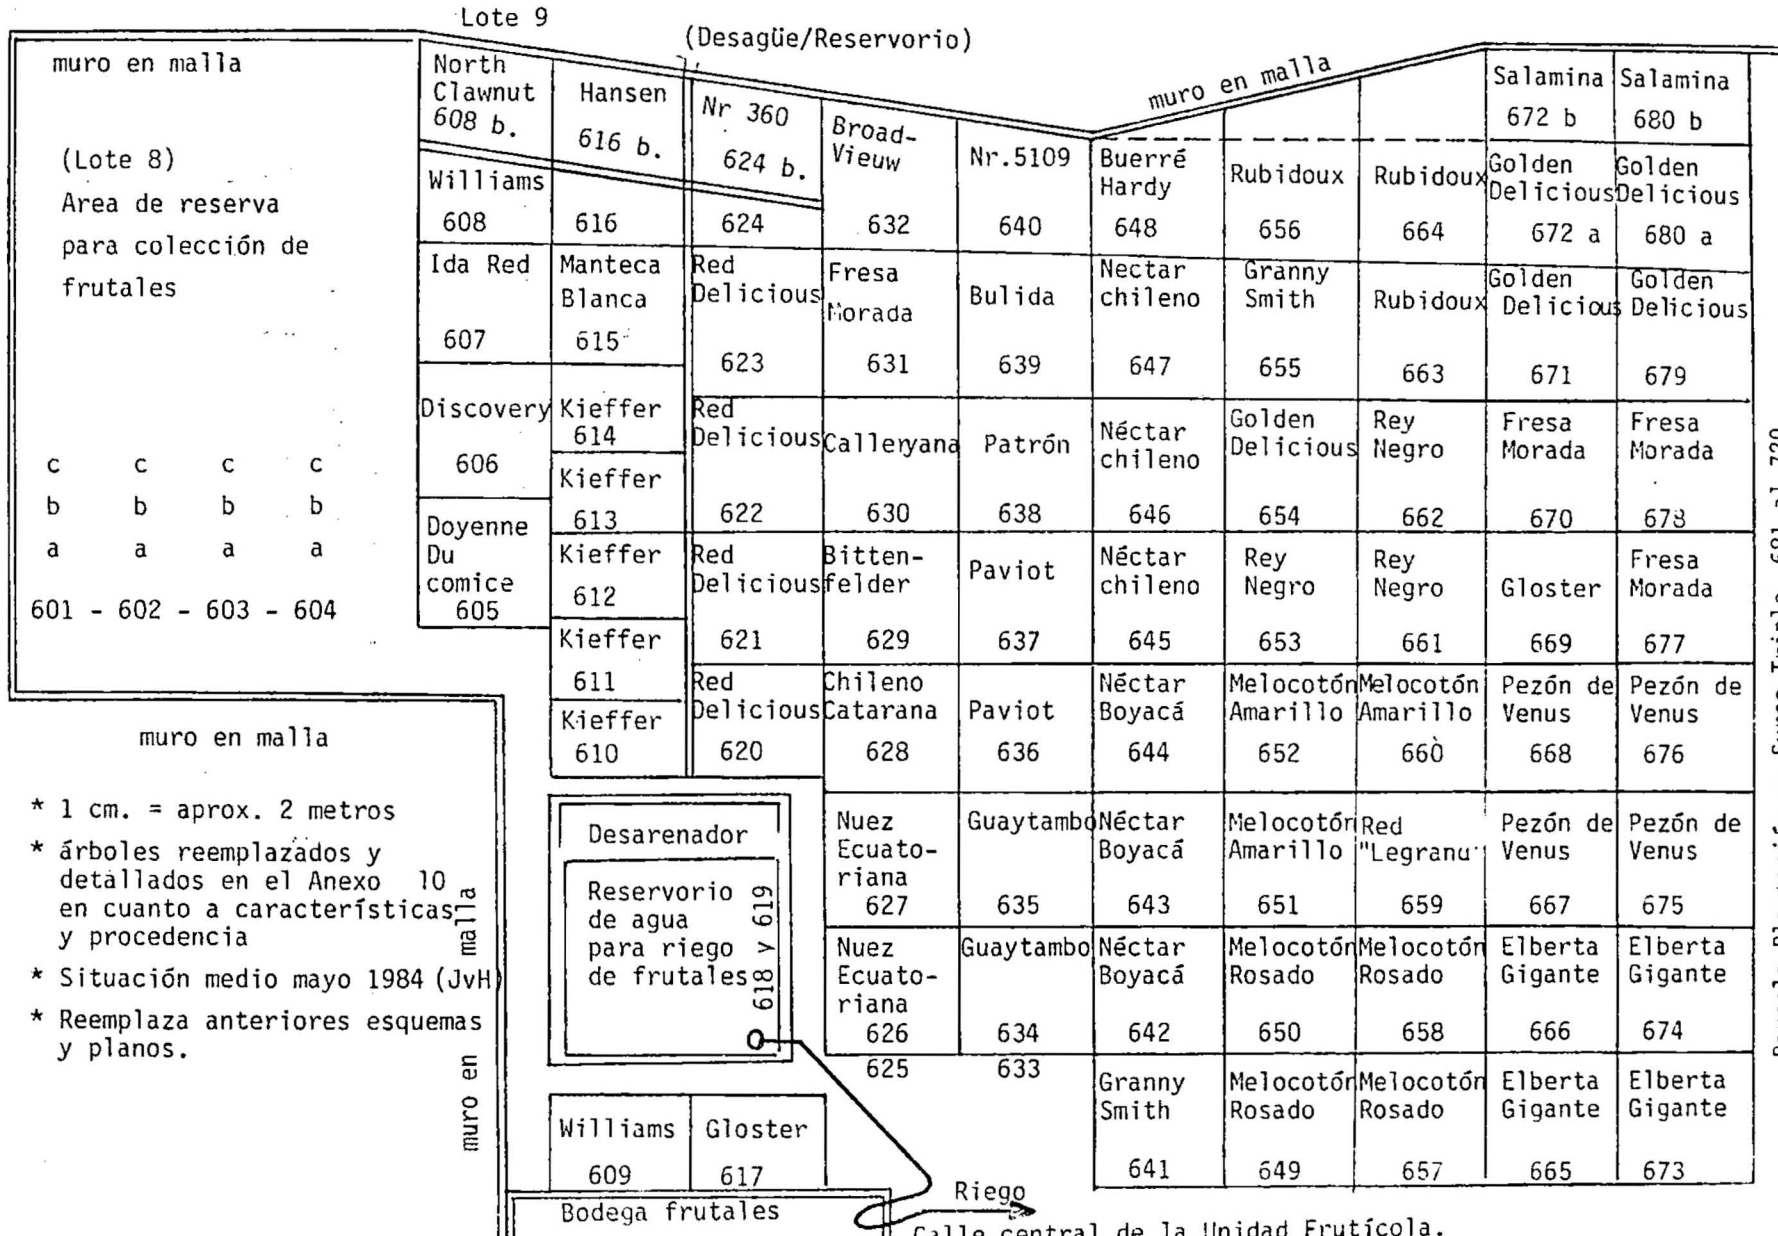 Lote 9
(Desagüe/Reservorio)
muro en malla
(Lote 8)
Area de reserva
para colección de
frutales
c c c c
b b b b
a a a a
601 - 602 - 603 - 604
muro en malla
* 1 cm. = aprox. 2 metros
* árboles reemplazados y
detallados en el Anexo 10
en cuanto a características
y procedencia
* Situación medio mayo 1984 (JvH)
* Reemplaza anteriores esquemas
y planos.
muro en malla
North
Clawnut
608 b.
Williams
608
Ida Red
607
Discovery
606
Doyenne
Du
comice
605
Hansen
616 b.
616
Manteca
Blanca
615
Kieffer
614
Kieffer
613
Kieffer
612
Kieffer
611
Kieffer
610
Desarenador
Reservorio
de agua
para riego
de frutales
618 y 619
Williams
609
Gloster
617
Bodega frutales
Nr 360
624 b.
624
Red
Delicious
623
Red
Delicious
622
Red
Delicious
621
Red
Delicious
620
Broad-
Vieuw
632
Fresa
Morada
631
Calleryana
630
Bitten-
felder
629
Chileno
Catarana
628
Nuez
Ecuato-
riana
627
Nuez
Ecuato-
riana
626
625
Nr.5109
640
Bulida
639
Patrón
638
Paviot
637
Paviot
636
Guaytambo
635
Guaytambo
634
633
muro en malla
Buerré
Hardy
648
Nectar
chileno
647
Néctar
chileno
646
Néctar
chileno
645
Néctar
Boyacá
644
Néctar
Boyacá
643
Néctar
Boyacá
642
Granny
Smith
641
Rubidoux
656
Granny
Smith
655
Golden
Delicious
654
Rey
Negro
653
Melocotón
Amarillo
652
Melocotón
Amarillo
651
Melocotón
Rosado
650
Melocotón
Rosado
649
Rubidoux
664
Rubidoux
663
Rey
Negro
662
Rey
Negro
661
Melocotón
Amarillo
660
Red
"Legranu"
659
Melocotón
Rosado
658
Melocotón
Rosado
657
Salamina
672 b
Golden
Delicious
672 a
Golden
Delicious
671
Fresa
Morada
670
Gloster
669
Pezón de
Venus
668
Pezón de
Venus
667
Elberta
Gigante
666
Elberta
Gigante
665
Salamina
680 b
Golden
Delicious
680 a
Golden
Delicious
679
Fresa
Morada
678
Fresa
Morada
677
Pezón de
Venus
676
Pezón de
Venus
675
Elberta
Gigante
674
Elberta
Gigante
673
Riego
Calle central de la Unidad Frutícola.